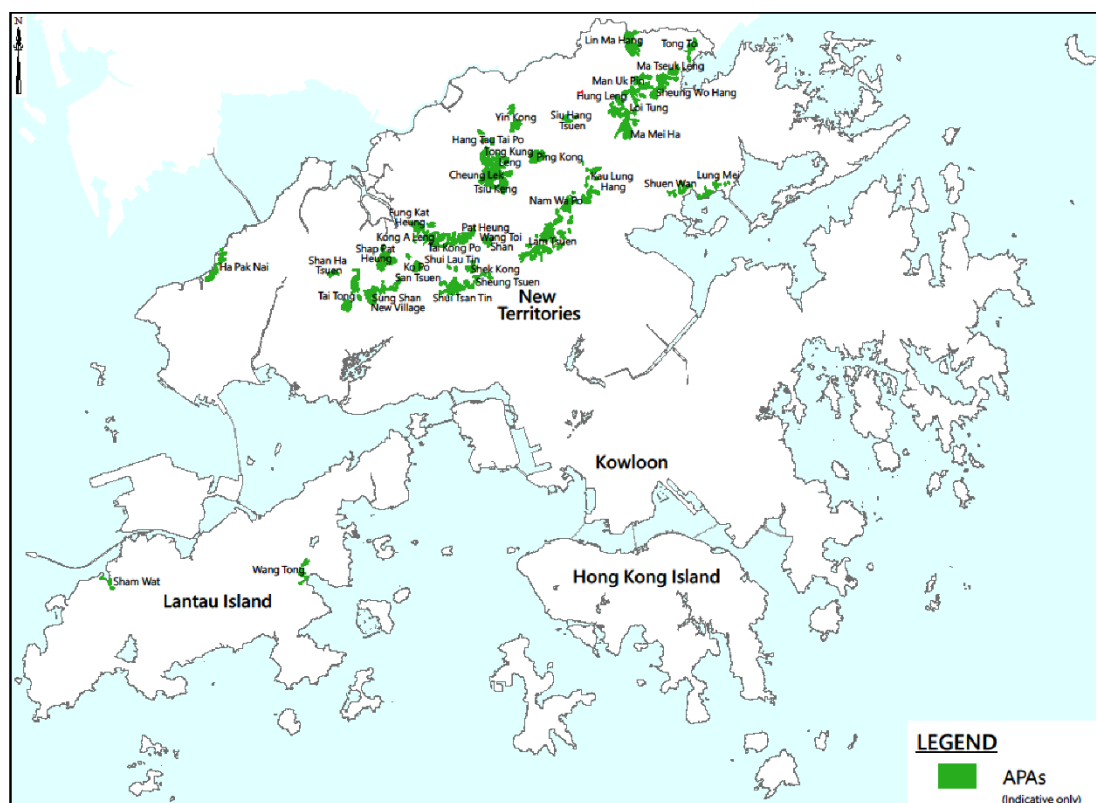 N
Lin Ma Hang
Tong To
Ma Tseuk Leng
Man Uk Pin
Sheung Wo Hang
Hung Leng
Loi Tung
Yin Kong
Siu Hang
Tsuen
Ma Mei Ha
Hang Tau Tai Po
Tong Kung
Leng
Ping Kong
Cheung Lek
Tsiu Keng
Kau Lung
Hang
Shuen Wan
Lung Mei
Nam Wa Po
Fung Kat
Heung
Pat Heung
Kong A Leng
Wang Toi
Shan
Lam Tsuen
Tai Kong Po
Shap Pat
Heung
Shui Lau Tin
Ha Pak Nai
Shan Ha
Tsuen
Ko Po
San Tsuen
Shek Kong
Sheung Tsuen
Tai Tong
Sung Shan
New Village
Shui Tsan Tin
New
Territories
Kowloon
Sham Wat
Wang Tong
Lantau Island
Hong Kong Island
LEGEND
APAs
(Indicative only)